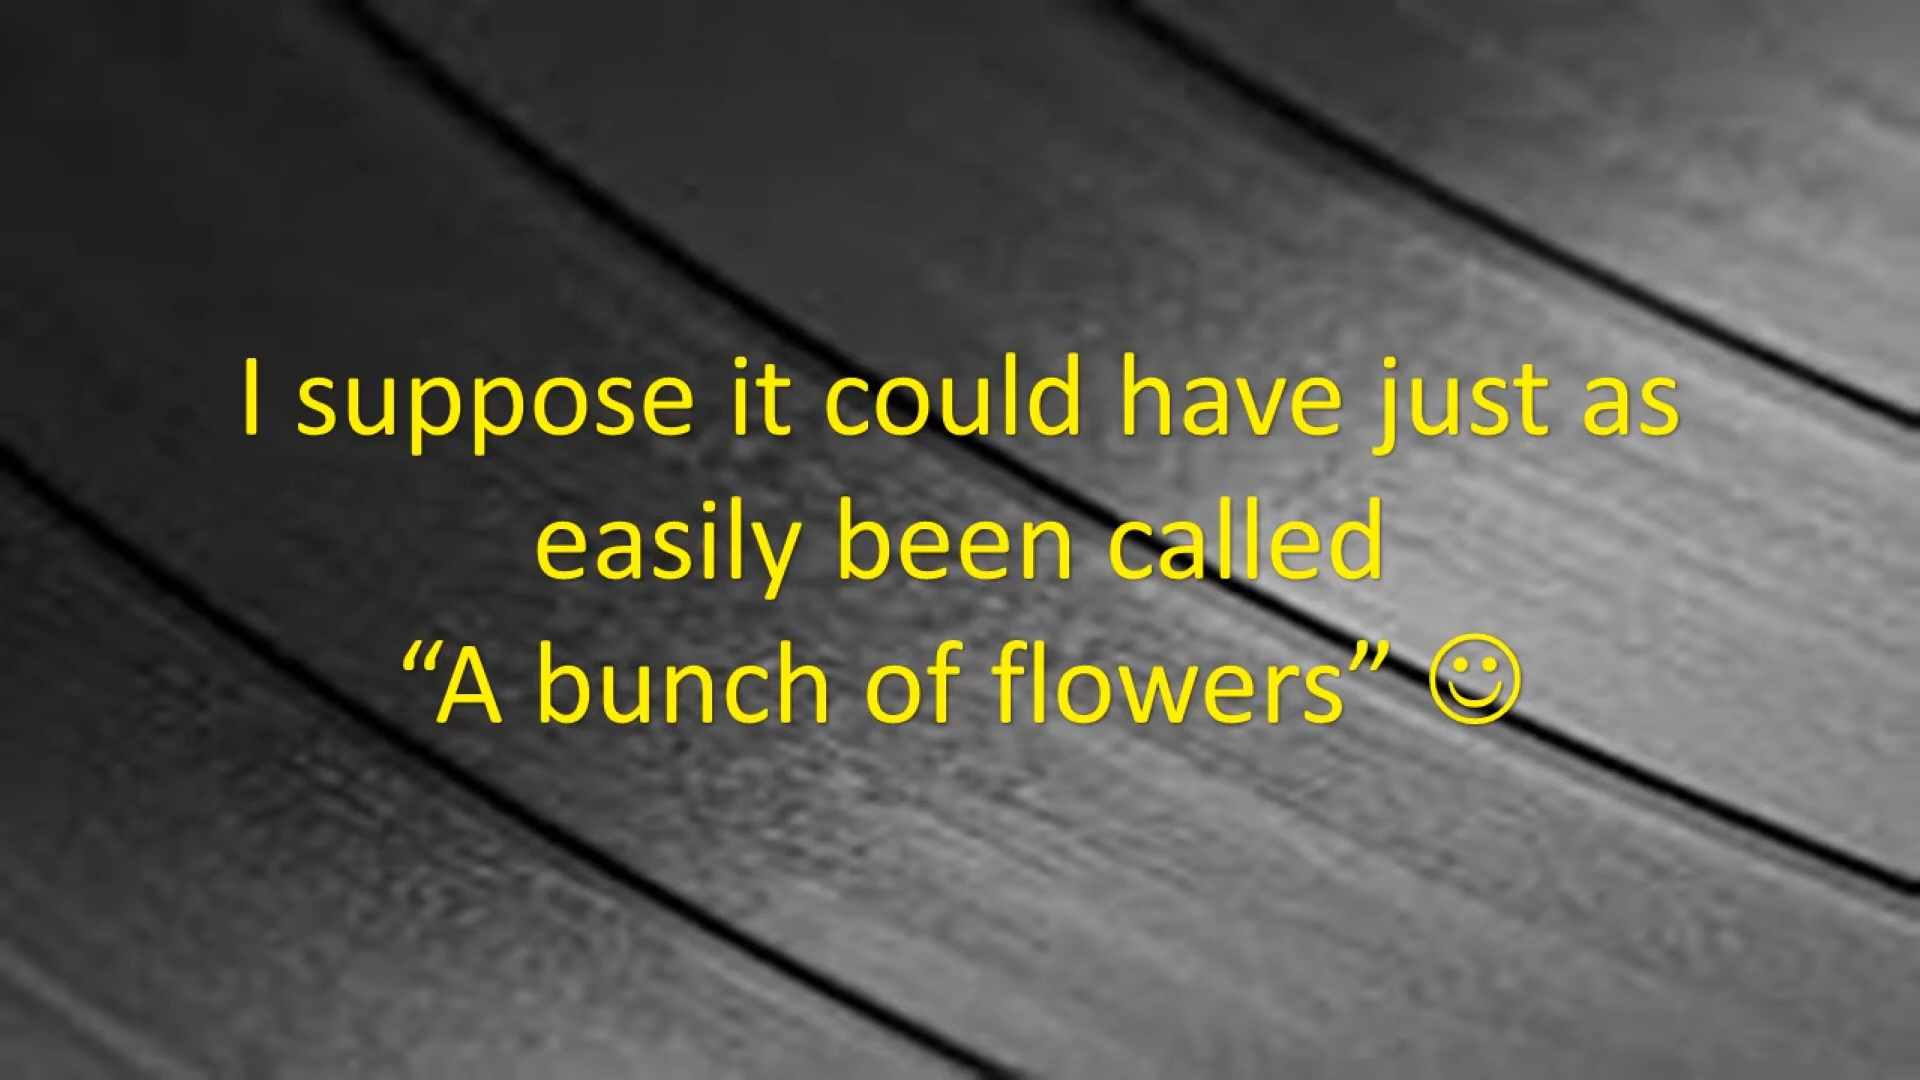 I suppose it could have just as
easily been called
“A bunch of flowers” ☺